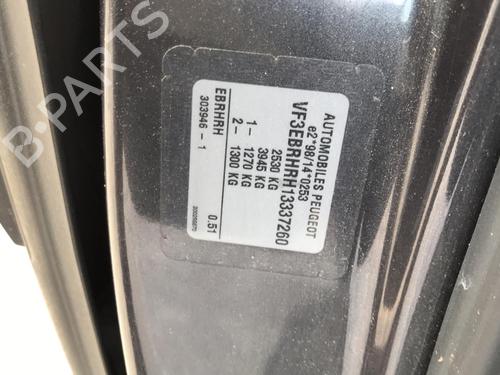 AUTOMOBILES PEUGEOT
e2*98/14*0253
VF3EBRHRH13337260
2530 KG
3945 KG
1- 1270 KG
2- 1300 KG
EBRHRH 0.51
303946 - 1
B-PARTS